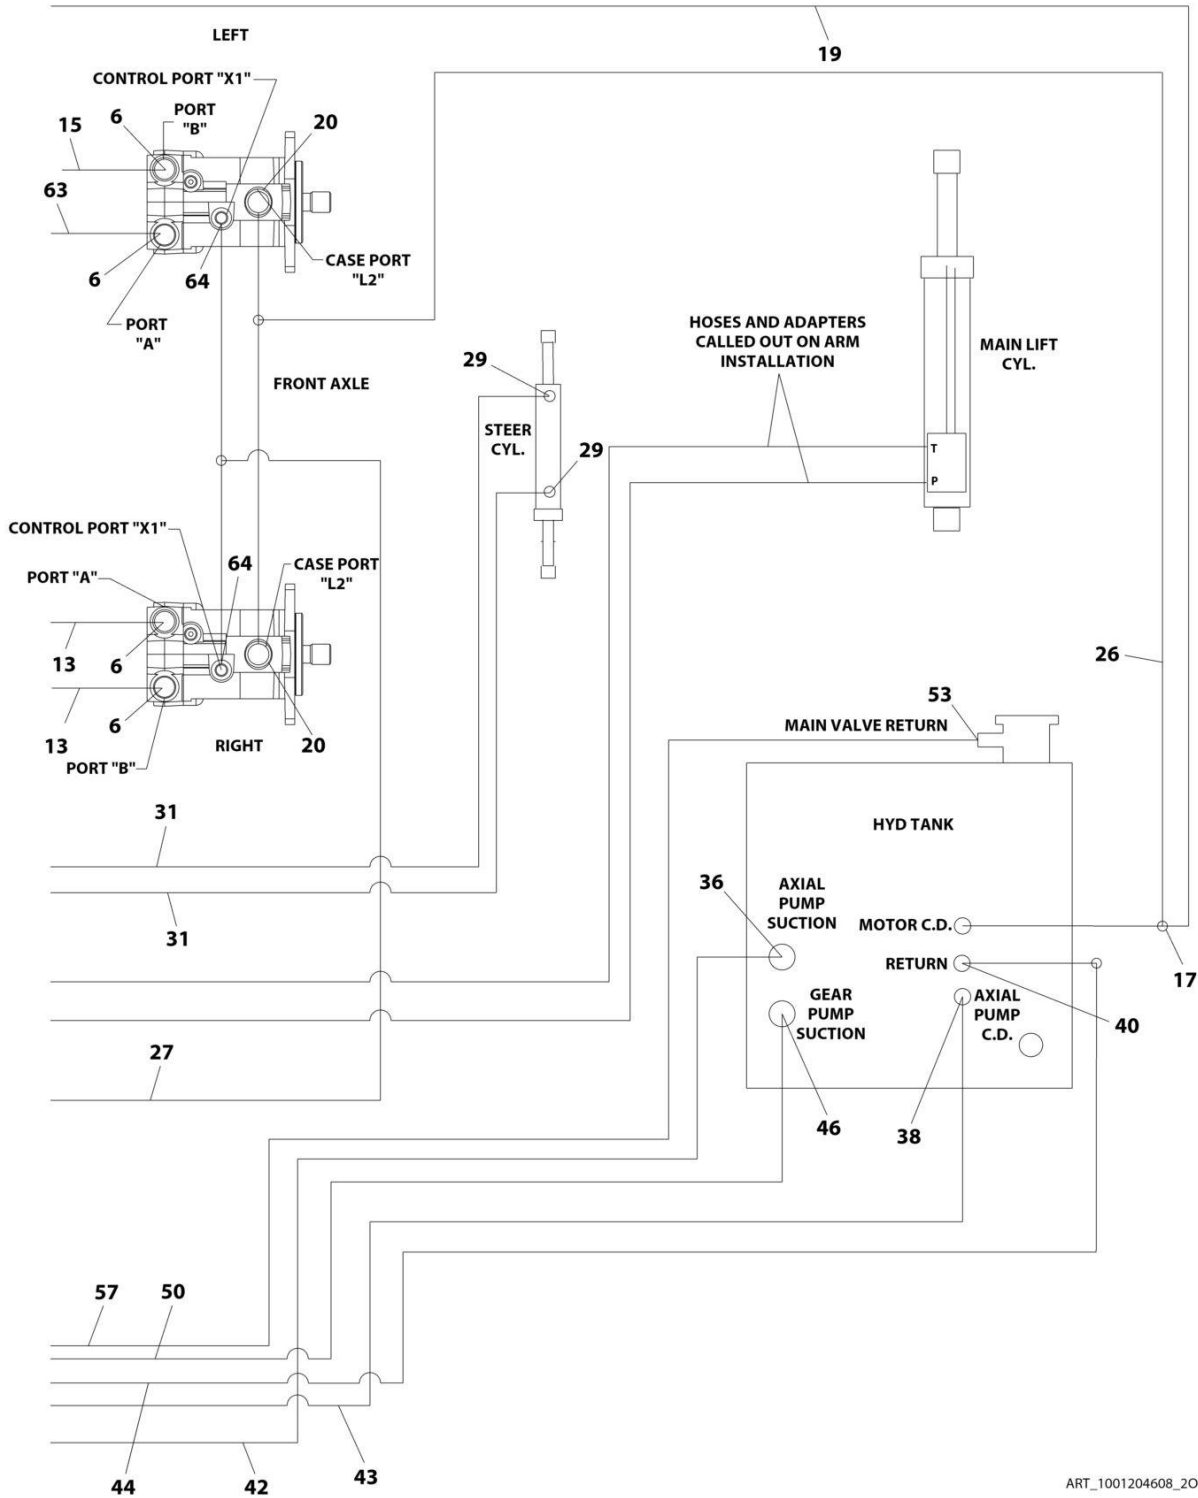 19
LEFT
CONTROL PORT "X1"
PORT
"B"
6
15
20
63
6
64
CASE PORT
"L2"
PORT
"A"
FRONT AXLE
HOSES AND ADAPTERS
CALLED OUT ON ARM
INSTALLATION
MAIN LIFT
CYL.
29
STEER
CYL.
29
T
P
CONTROL PORT "X1"
64
CASE PORT
"L2"
PORT "A"
13
6
6
13
RIGHT
20
PORT "B"
26
53
MAIN VALVE RETURN
HYD TANK
31
31
36
AXIAL
PUMP
SUCTION
MOTOR C.D.
RETURN
17
GEAR
PUMP
SUCTION
AXIAL
PUMP
C.D.
40
27
46
38
57
50
44
42
43
ART_1001204608_2O